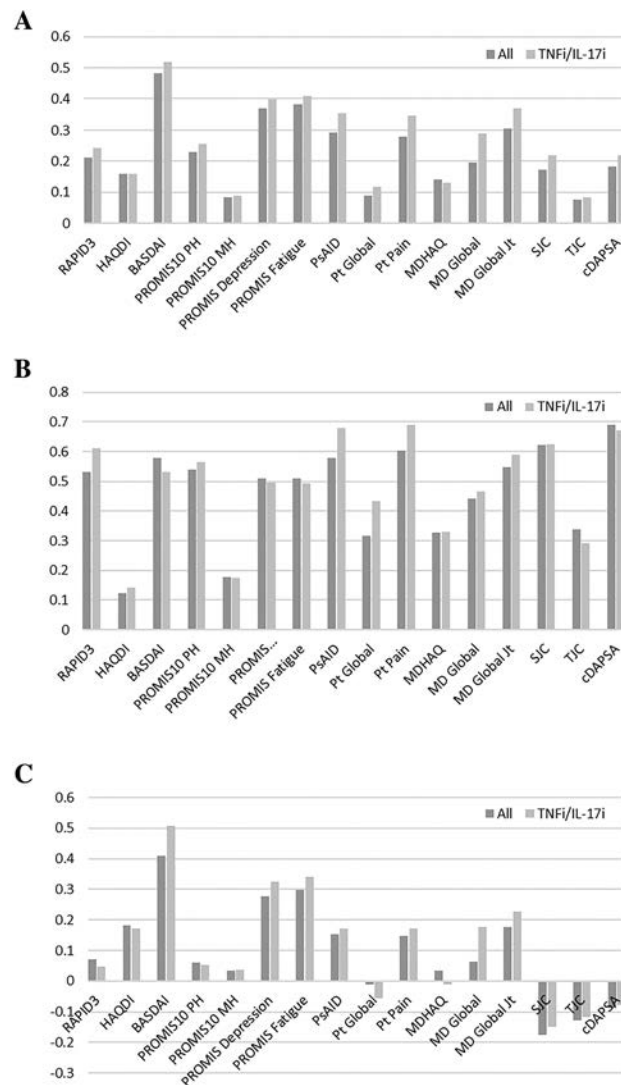 A
0.6
0.5
0.4
0.3
0.2
0.1
0
All TNFi/IL-17i
RAPID3
HAQDI
BASDAI
PROMIS10 PH
PROMIS10 MH
PROMIS Depression
PROMIS Fatigue
PsAID
Pt Global
Pt Pain
MDHAQ
MD Global
MD Global Jt
SJC
TJC
cDAPSA
B
0.8
0.7
0.6
0.5
0.4
0.3
0.2
0.1
0
All TNFi/IL-17i
RAPID3
HAQDI
BASDAI
PROMIS10 PH
PROMIS10 MH
PROMIS...
PROMIS Fatigue
PsAID
Pt Global
Pt Pain
MDHAQ
MD Global
MD Global Jt
SJC
TJC
cDAPSA
C
0.6
0.5
0.4
0.3
0.2
0.1
0
-0.1
-0.2
-0.3
All TNFi/IL-17i
RAPID3
HAQDI
BASDAI
PROMIS10 PH
PROMIS10 MH
PROMIS Depression
PROMIS Fatigue
PsAID
Pt Global
Pt Pain
MDHAQ
MD Global
MD Global Jt
SJC
TJC
cDAPSA